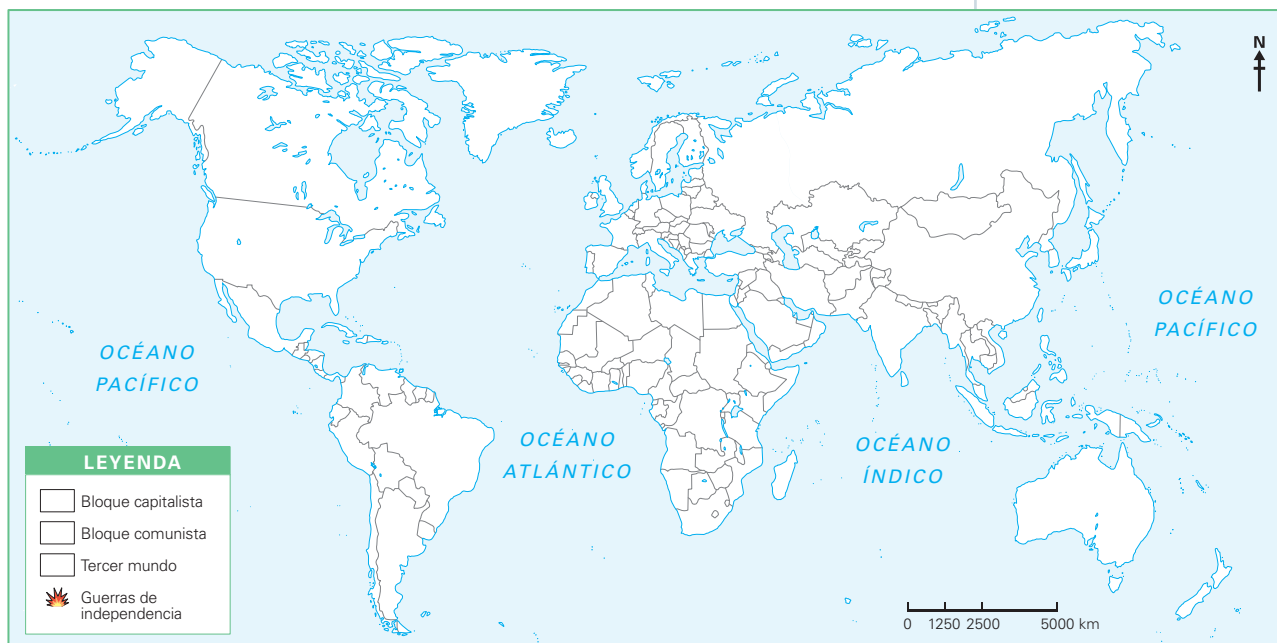 N
OCÉANO
PACÍFICO
OCÉANO
PACÍFICO
OCÉANO
ATLÁNTICO
OCÉANO
ÍNDICO
LEYENDA
Bloque capitalista
Bloque comunista
Tercer mundo
Guerras de
independencia
0 1250 2500 5000 km